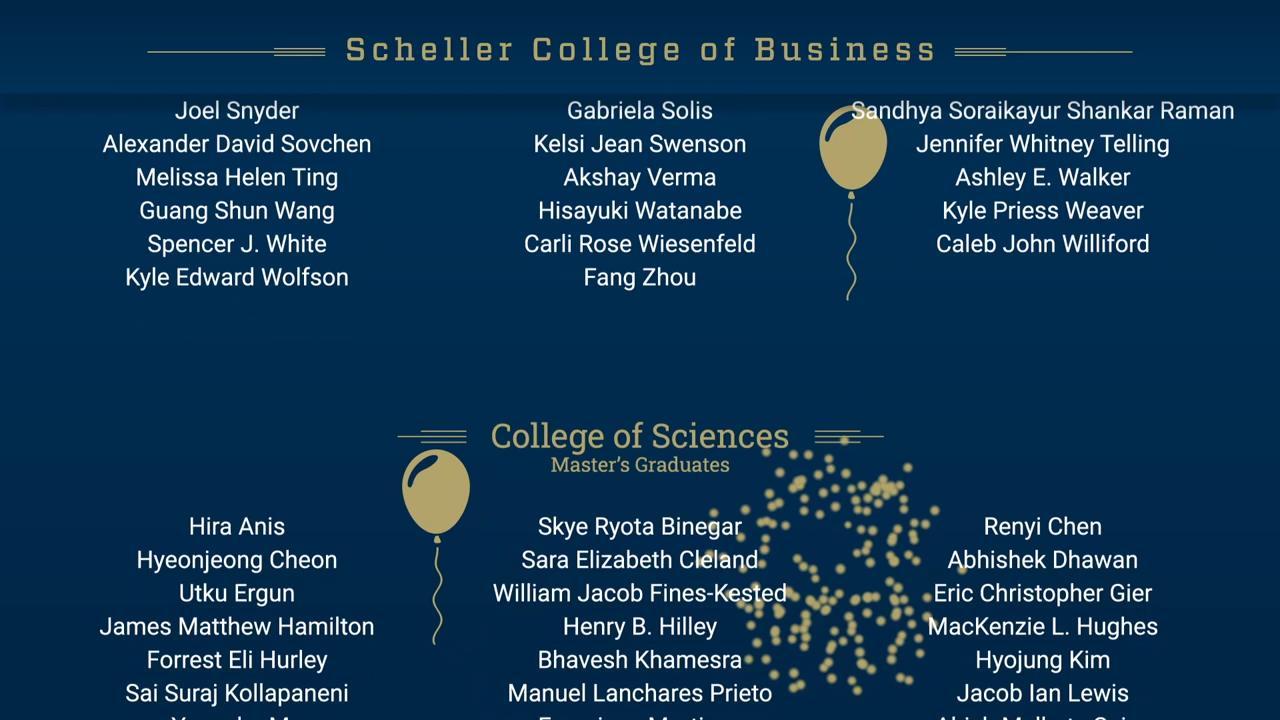 Scheller College of Business
Joel Snyder Gabriela Solis Sandhya Soraikayur Shankar Raman
Alexander David Sovchen Kelsi Jean Swenson Jennifer Whitney Telling
Melissa Helen Ting Akshay Verma Ashley E. Walker
Guang Shun Wang Hisayuki Watanabe Kyle Priess Weaver
Spencer J. White Carli Rose Wiesenfeld Caleb John Williford
Kyle Edward Wolfson Fang Zhou
College of Sciences
Master's Graduates
Hira Anis Skye Ryota Binegar Renyi Chen
Hyeonjeong Cheon Sara Elizabeth Cleland Abhishek Dhawan
Utku Ergun William Jacob Fines-Kested Eric Christopher Gier
James Matthew Hamilton Henry B. Hilley MacKenzie L. Hughes
Forrest Eli Hurley Bhavesh Khamesra Hyojung Kim
Sai Suraj Kollapaneni Manuel Lanchares Prieto Jacob Ian Lewis